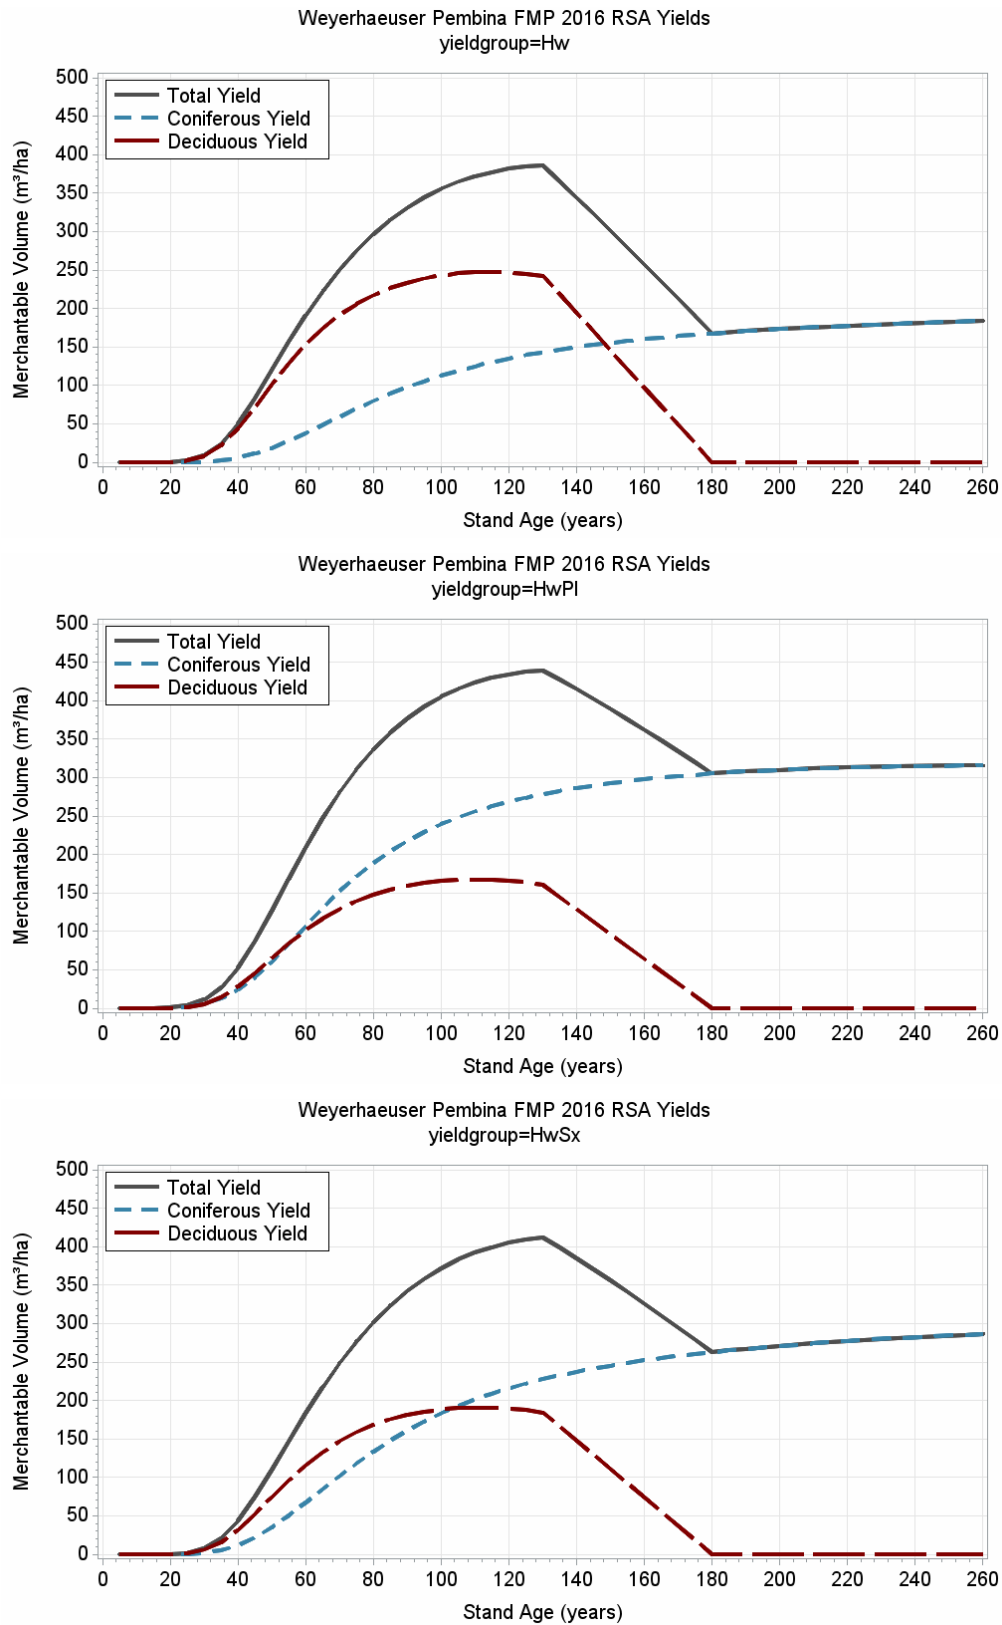 Weyerhaeuser Pembina FMP 2016 RSA Yields
yieldgroup=Hw
Merchantable Volume (m³/ha)
500
450
400
350
300
250
200
150
100
50
0
Total Yield
Coniferous Yield
Deciduous Yield
0 20 40 60 80 100 120 140 160 180 200 220 240 260
Stand Age (years)
Weyerhaeuser Pembina FMP 2016 RSA Yields
yieldgroup=HwPl
Merchantable Volume (m³/ha)
500
450
400
350
300
250
200
150
100
50
0
Total Yield
Coniferous Yield
Deciduous Yield
0 20 40 60 80 100 120 140 160 180 200 220 240 260
Stand Age (years)
Weyerhaeuser Pembina FMP 2016 RSA Yields
yieldgroup=HwSx
Merchantable Volume (m³/ha)
500
450
400
350
300
250
200
150
100
50
0
Total Yield
Coniferous Yield
Deciduous Yield
0 20 40 60 80 100 120 140 160 180 200 220 240 260
Stand Age (years)